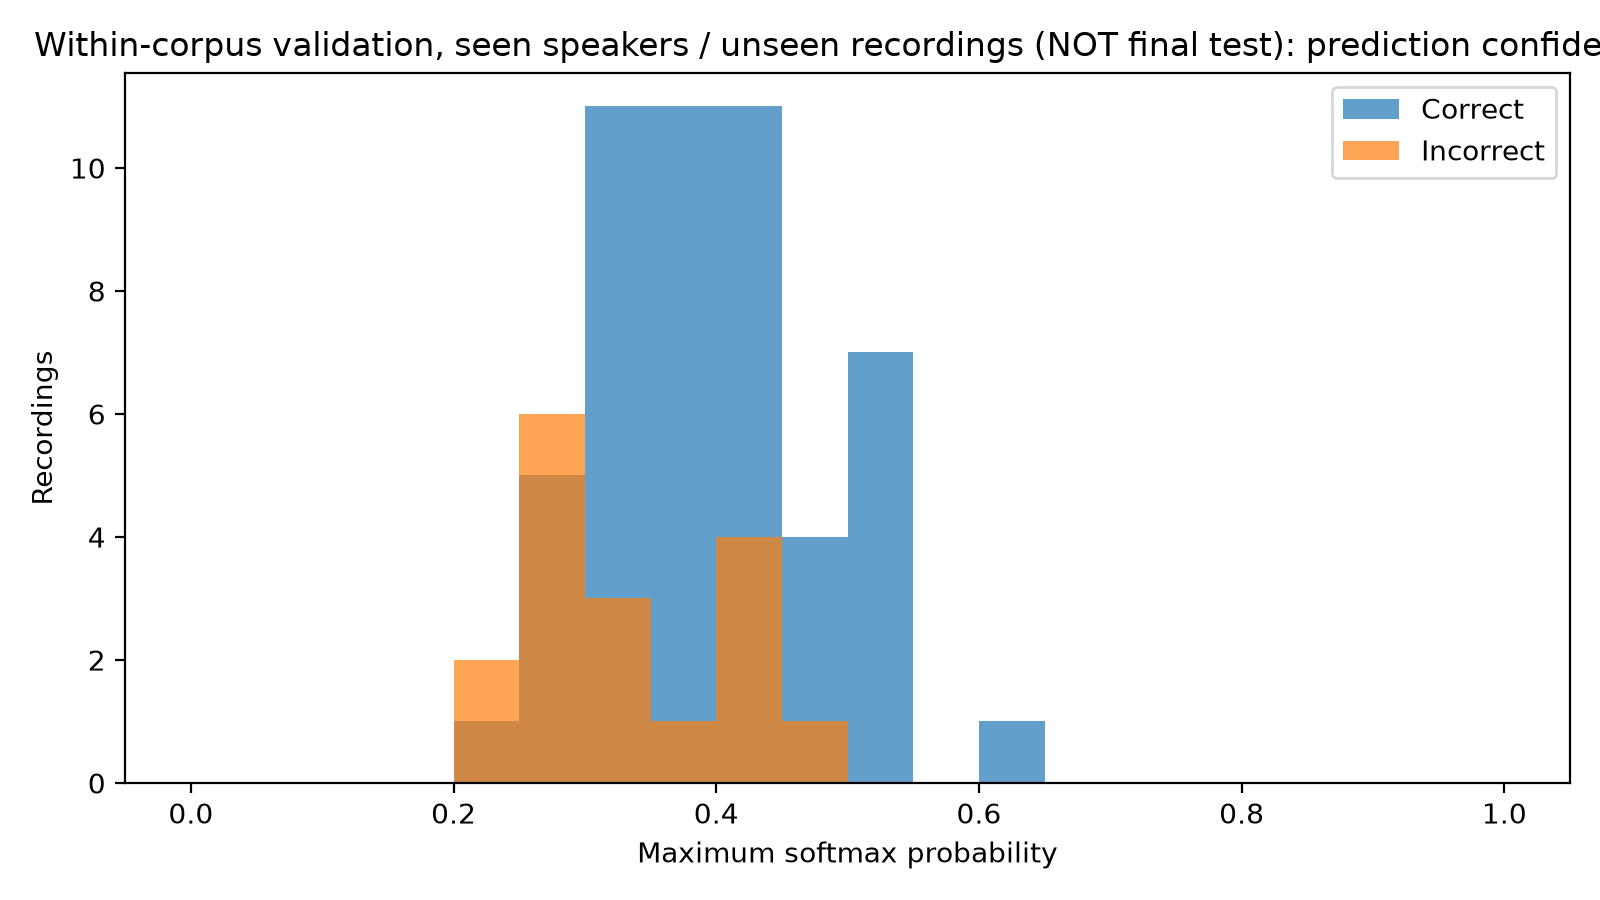 Within-corpus validation, seen speakers / unseen recordings (NOT final test): prediction confide
Correct
Incorrect
10
8
6
4
2
0
Recordings
0.0 0.2 0.4 0.6 0.8 1.0
Maximum softmax probability